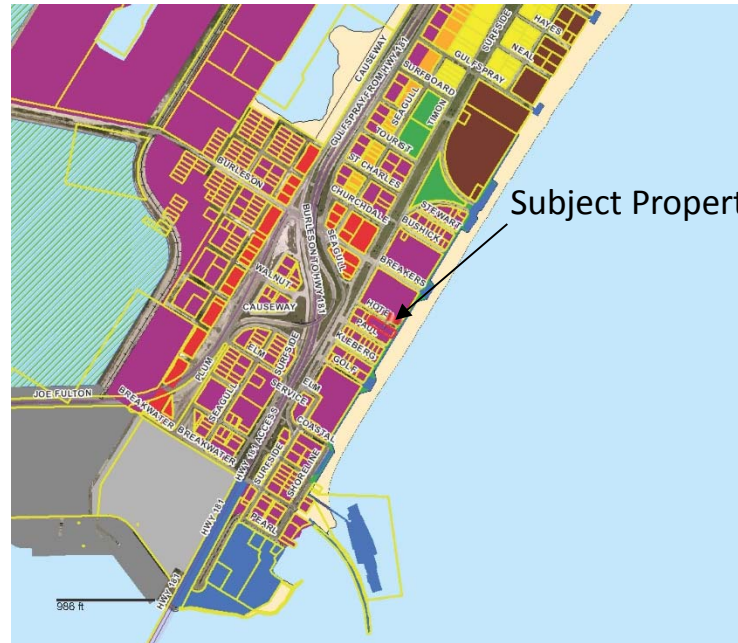 HAYES
SURFSIDE
NEAL
GULFSPRAY
CAUSEWAY
GULFSPRAY FROM HWY 181
SURFBOARD
SEAGULL
TIMON
TOURIST
ST CHARLES
BURLESON
CHURCHDALE
STEWART
BUSHICK
Subject Propert
SEAGULL
BURLESON TO HWY 181
BREAKERS
WALNUT
HOTE
CAUSEWAY
PAUL
KLEBERG
SURFSIDE
GOLF
ELM
PLUM
ELM
SERVICE
JOE FULTON
BREAKWATER
SEAGULL
COASTAL
HWY 181 ACCESS
BREAKWATER
SURFSIDE
SHORELINE
HWY 181
PEARL
986 ft
HWY 181